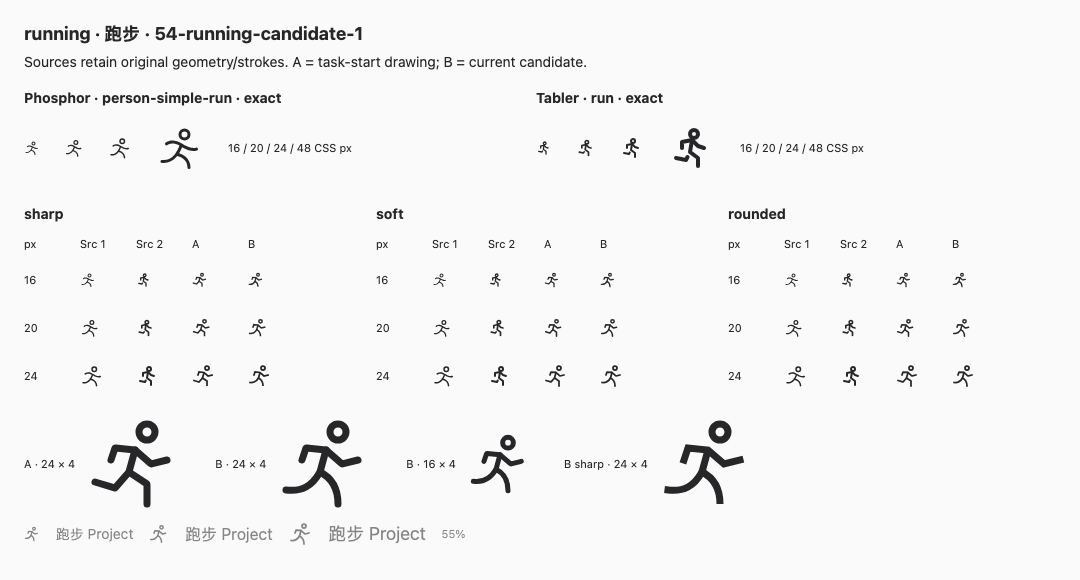 running · 跑步 · 54-running-candidate-1
Sources retain original geometry/strokes. A = task-start drawing; B = current candidate.
Phosphor · person-simple-run · exact
16 / 20 / 24 / 48 CSS px
Tabler · run · exact
16 / 20 / 24 / 48 CSS px
sharp
px Src 1 Src 2 A B
16
20
24
soft
px Src 1 Src 2 A B
16
20
24
rounded
px Src 1 Src 2 A B
16
20
24
A · 24 × 4
B · 24 × 4
B · 16 × 4
B sharp · 24 × 4
跑步 Project 跑步 Project 跑步 Project 55%